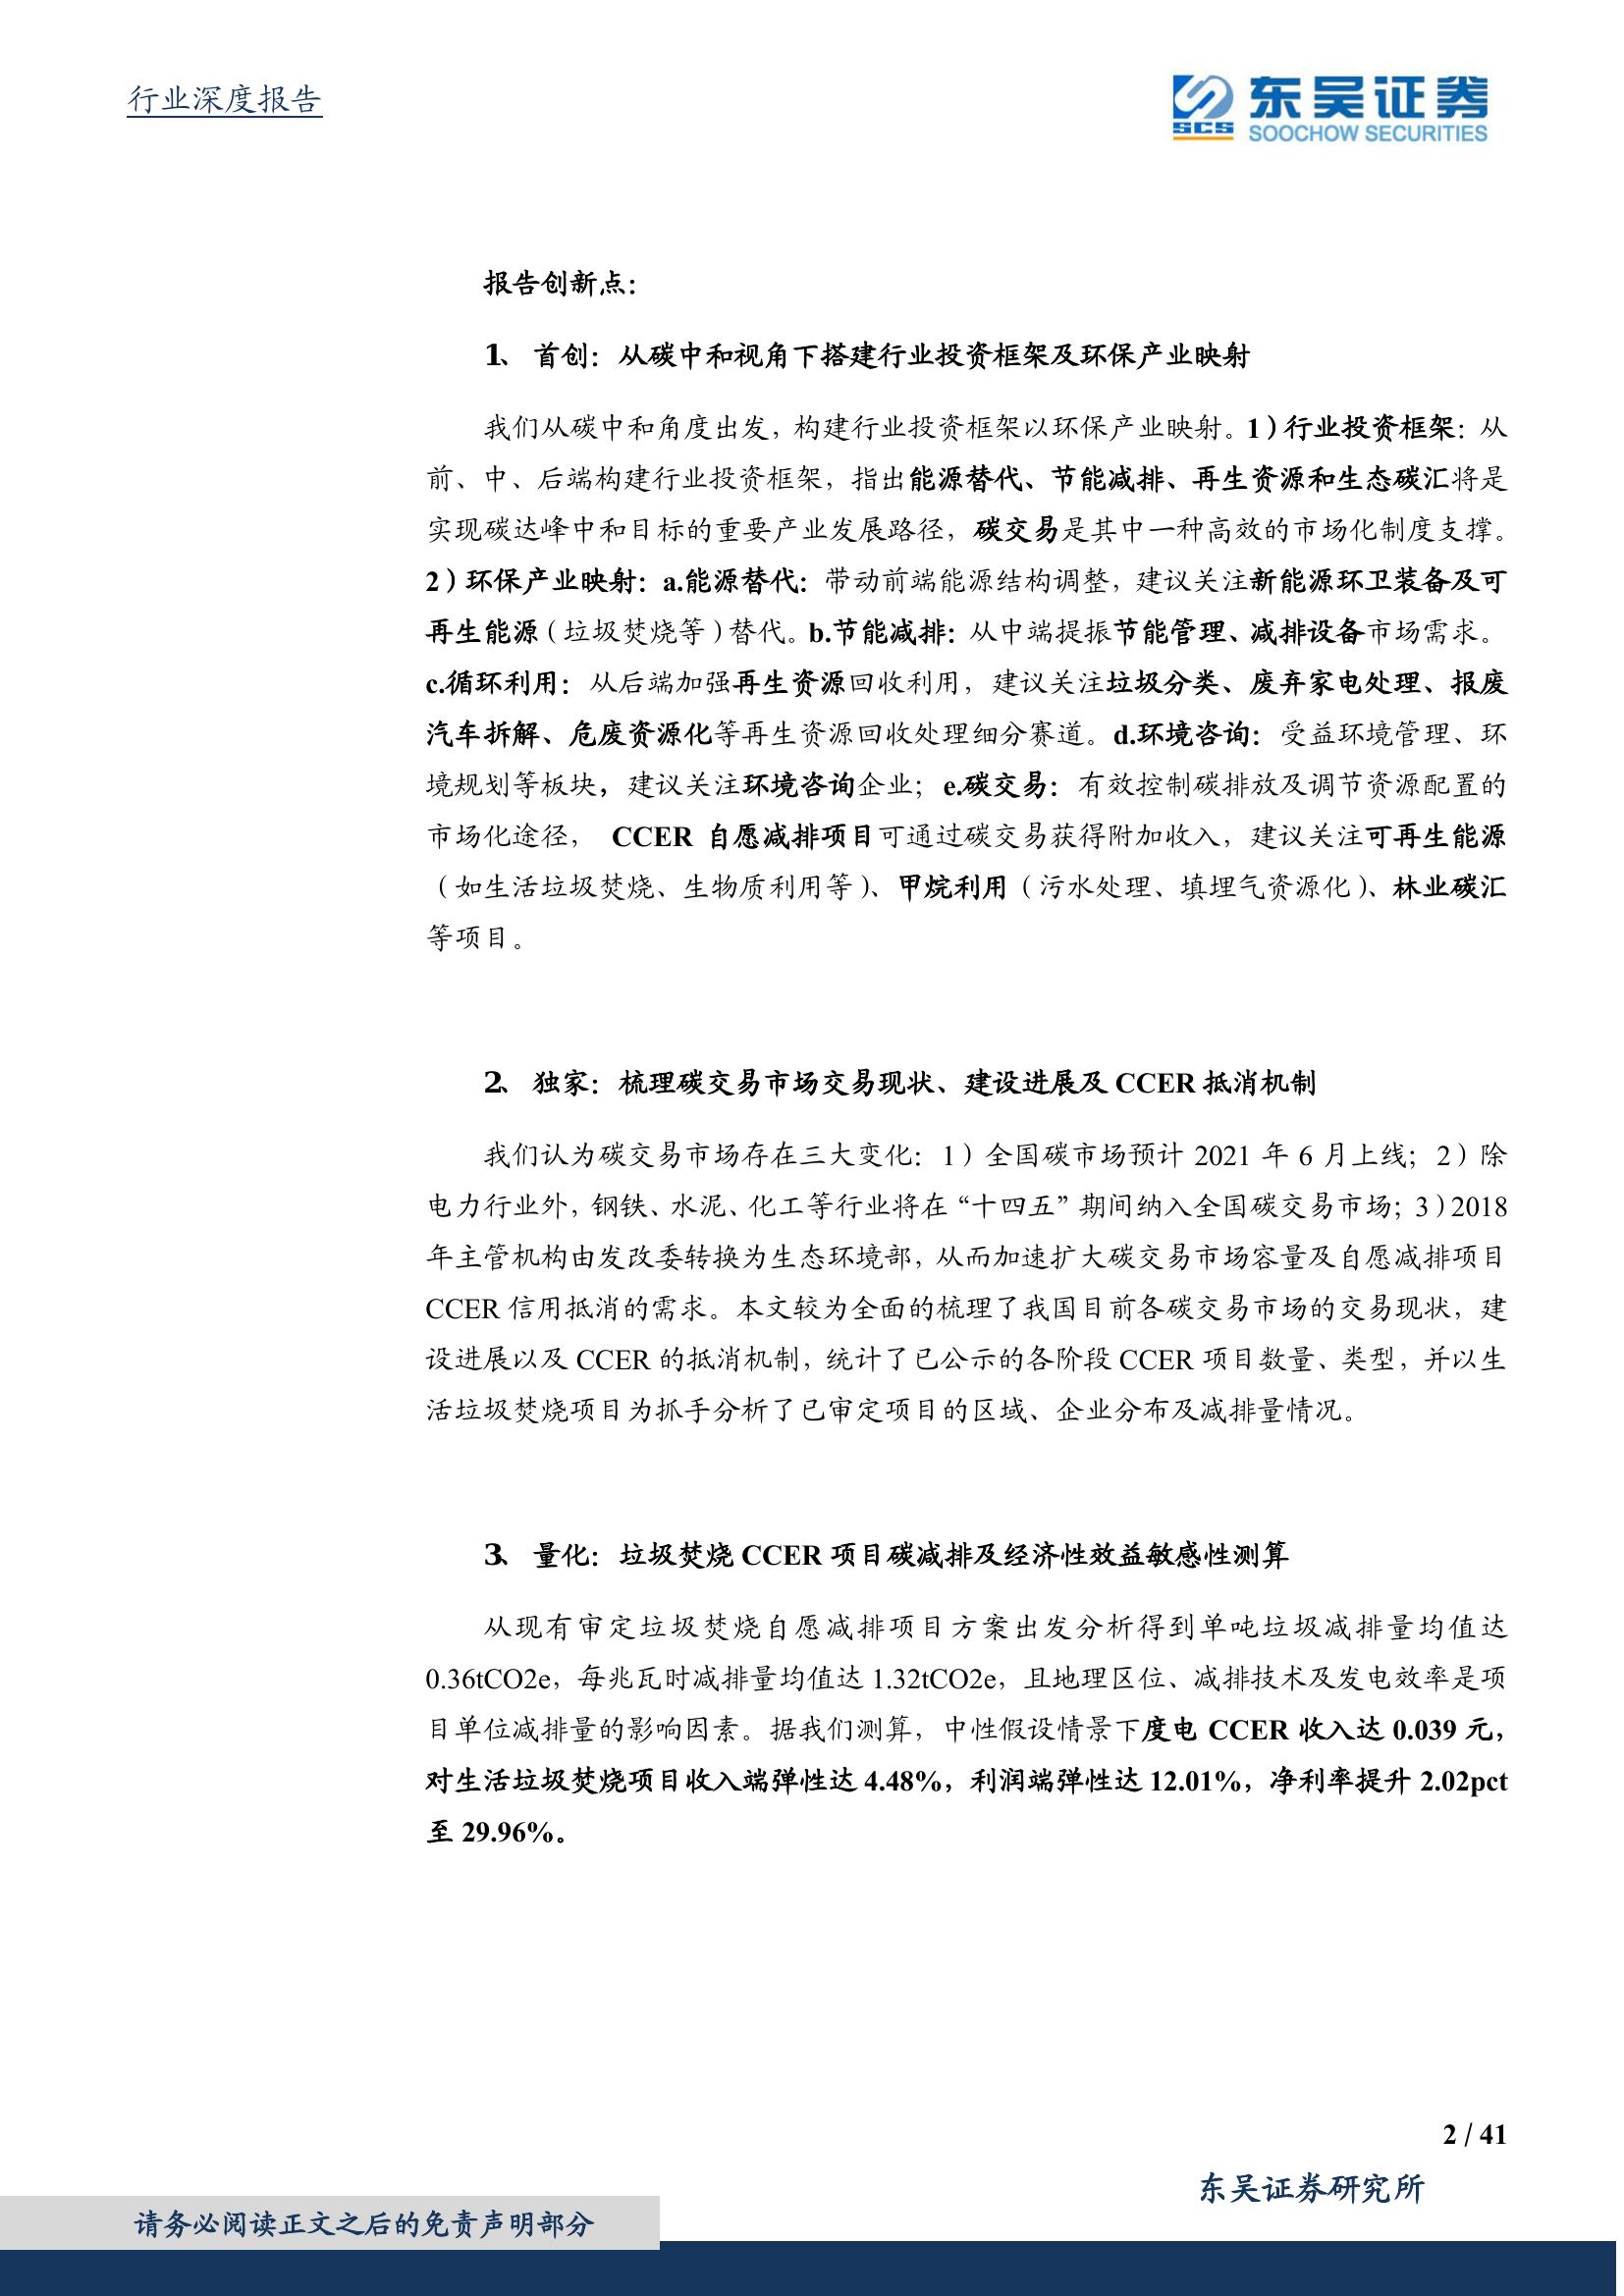 行业深度报告
SCS
东吴证券
SOOCHOW SECURITIES
报告创新点：
1、 首创：从碳中和视角下搭建行业投资框架及环保产业映射
我们从碳中和角度出发，构建行业投资框架以环保产业映射。1）行业投资框架：从
前、中、后端构建行业投资框架，指出能源替代、节能减排、再生资源和生态碳汇将是
实现碳达峰中和目标的重要产业发展路径，碳交易是其中一种高效的市场化制度支撑。
2）环保产业映射：a.能源替代：带动前端能源结构调整，建议关注新能源环卫装备及可
再生能源（垃圾焚烧等）替代。b.节能减排：从中端提振节能管理、减排设备市场需求。
c.循环利用：从后端加强再生资源回收利用，建议关注垃圾分类、废弃家电处理、报废
汽车拆解、危废资源化等再生资源回收处理细分赛道。d.环境咨询：受益环境管理、环
境规划等板块，建议关注环境咨询企业；e.碳交易：有效控制碳排放及调节资源配置的
市场化途径， CCER 自愿减排项目可通过碳交易获得附加收入，建议关注可再生能源
（如生活垃圾焚烧、生物质利用等）、甲烷利用（污水处理、填埋气资源化）、林业碳汇
等项目。
2、 独家：梳理碳交易市场交易现状、建设进展及 CCER 抵消机制
我们认为碳交易市场存在三大变化：1）全国碳市场预计 2021 年 6 月上线；2）除
电力行业外，钢铁、水泥、化工等行业将在“十四五”期间纳入全国碳交易市场；3）2018
年主管机构由发改委转换为生态环境部，从而加速扩大碳交易市场容量及自愿减排项目
CCER 信用抵消的需求。本文较为全面的梳理了我国目前各碳交易市场的交易现状，建
设进展以及 CCER 的抵消机制，统计了已公示的各阶段 CCER 项目数量、类型，并以生
活垃圾焚烧项目为抓手分析了已审定项目的区域、企业分布及减排量情况。
3、 量化：垃圾焚烧 CCER 项目碳减排及经济性效益敏感性测算
从现有审定垃圾焚烧自愿减排项目方案出发分析得到单吨垃圾减排量均值达
0.36tCO2e，每兆瓦时减排量均值达 1.32tCO2e，且地理区位、减排技术及发电效率是项
目单位减排量的影响因素。据我们测算，中性假设情景下度电 CCER 收入达 0.039 元，
对生活垃圾焚烧项目收入端弹性达 4.48%，利润端弹性达 12.01%，净利率提升 2.02pct
至 29.96%。
2 / 41
东吴证券研究所
请务必阅读正文之后的免责声明部分